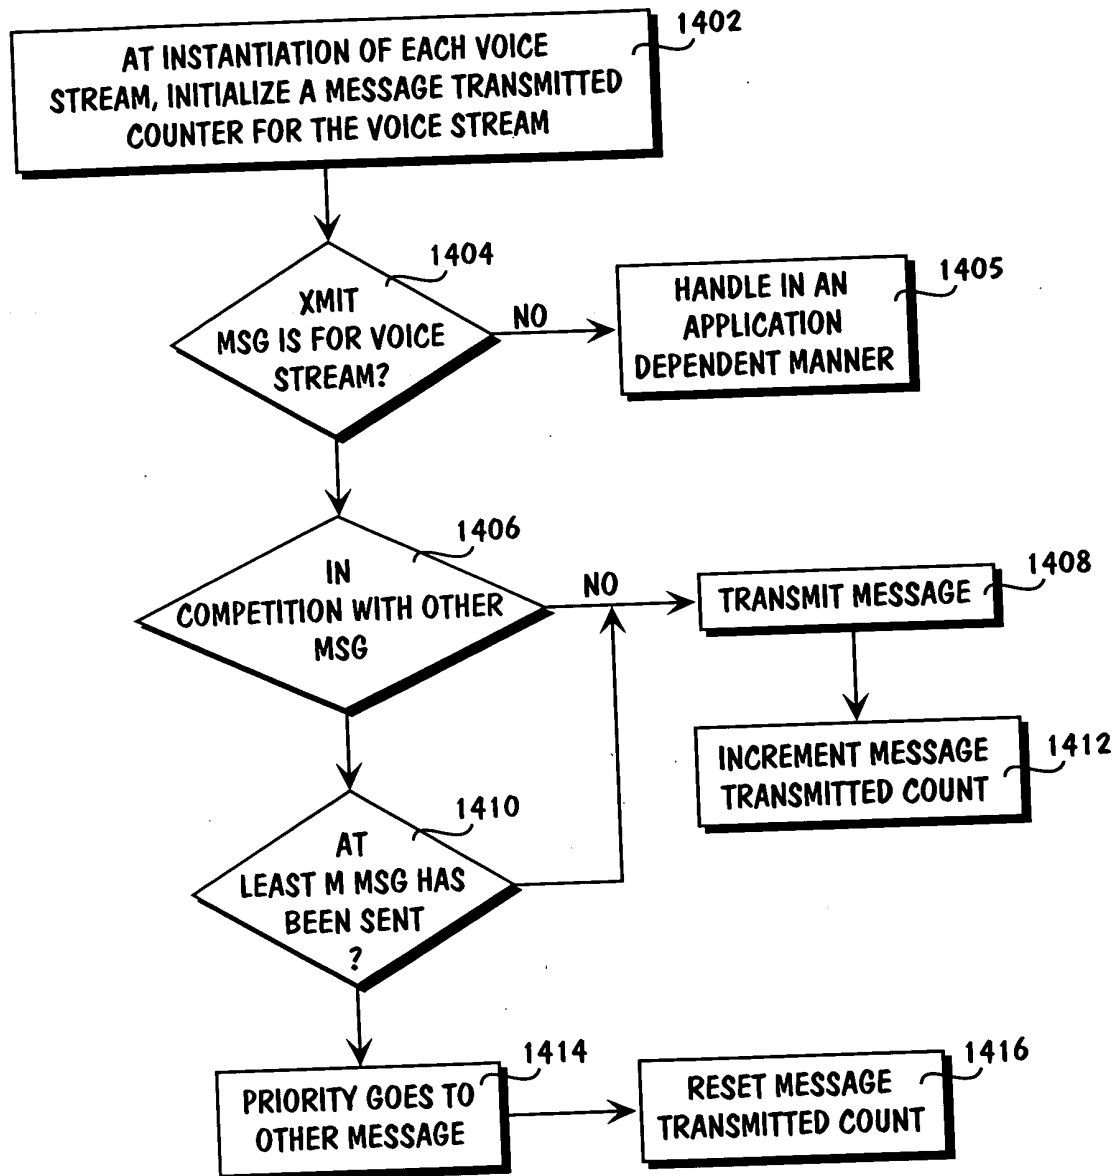 1402
AT INSTANTIATION OF EACH VOICE
STREAM, INITIALIZE A MESSAGE TRANSMITTED
COUNTER FOR THE VOICE STREAM
1404
XMIT
MSG IS FOR VOICE
STREAM?
NO
1405
HANDLE IN AN
APPLICATION
DEPENDENT MANNER
1406
IN
COMPETITION WITH OTHER
MSG
NO
1408
TRANSMIT MESSAGE
1412
INCREMENT MESSAGE
TRANSMITTED COUNT
1410
AT
LEAST M MSG HAS
BEEN SENT
?
1414
PRIORITY GOES TO
OTHER MESSAGE
1416
RESET MESSAGE
TRANSMITTED COUNT